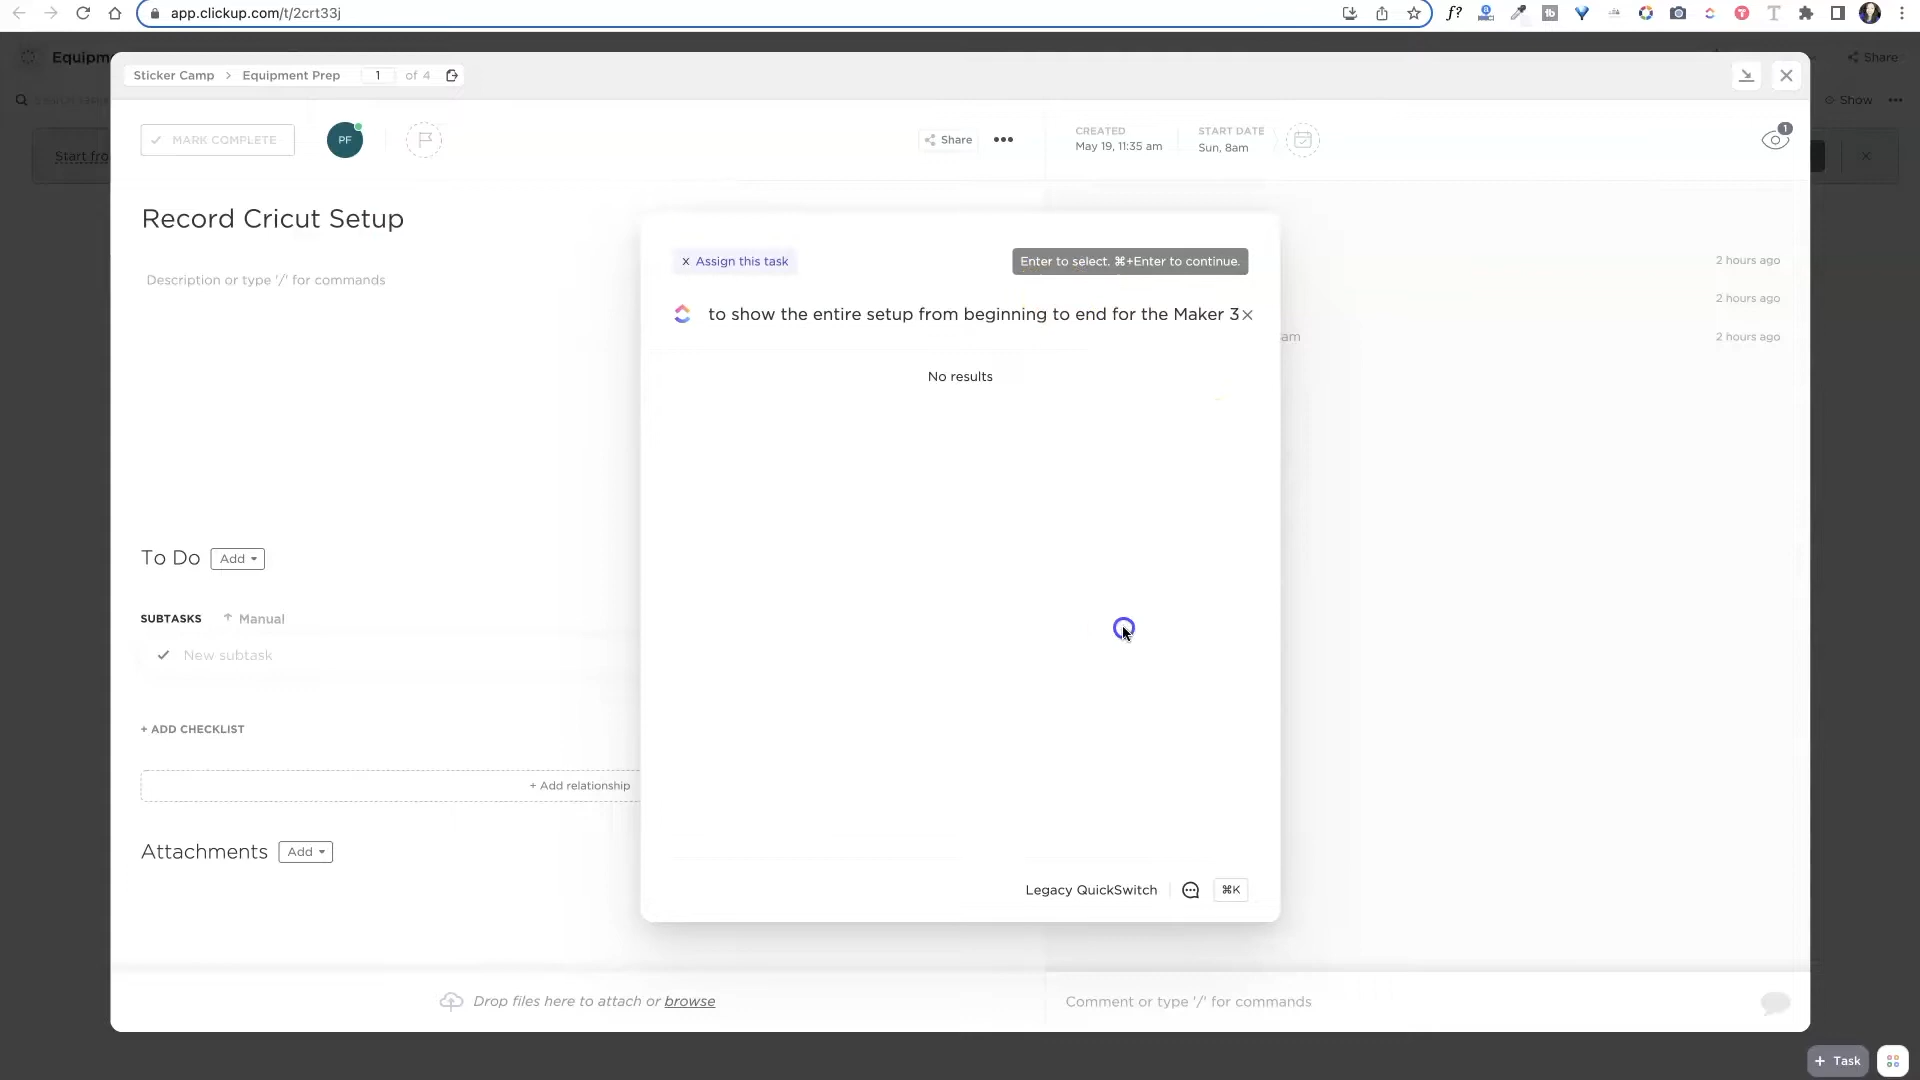 app.clickup.com/t/2crt33j
f?
Equipm
Share
Sticker Camp > Equipment Prep 1 of 4
Show
Start fro
MARK COMPLETE
PF
Share
CREATED
May 19, 11:35 am
START DATE
Sun, 8am
1
Record Cricut Setup
Description or type '/' for commands
x Assign this task
Enter to select. ⌘+Enter to continue.
to show the entire setup from beginning to end for the Maker 3
No results
2 hours ago
2 hours ago
am
2 hours ago
To Do Add
SUBTASKS Manual
New subtask
+ ADD CHECKLIST
+ Add relationship
Attachments Add
Legacy QuickSwitch ⌘K
Drop files here to attach or browse
Comment or type '/' for commands
+ Task